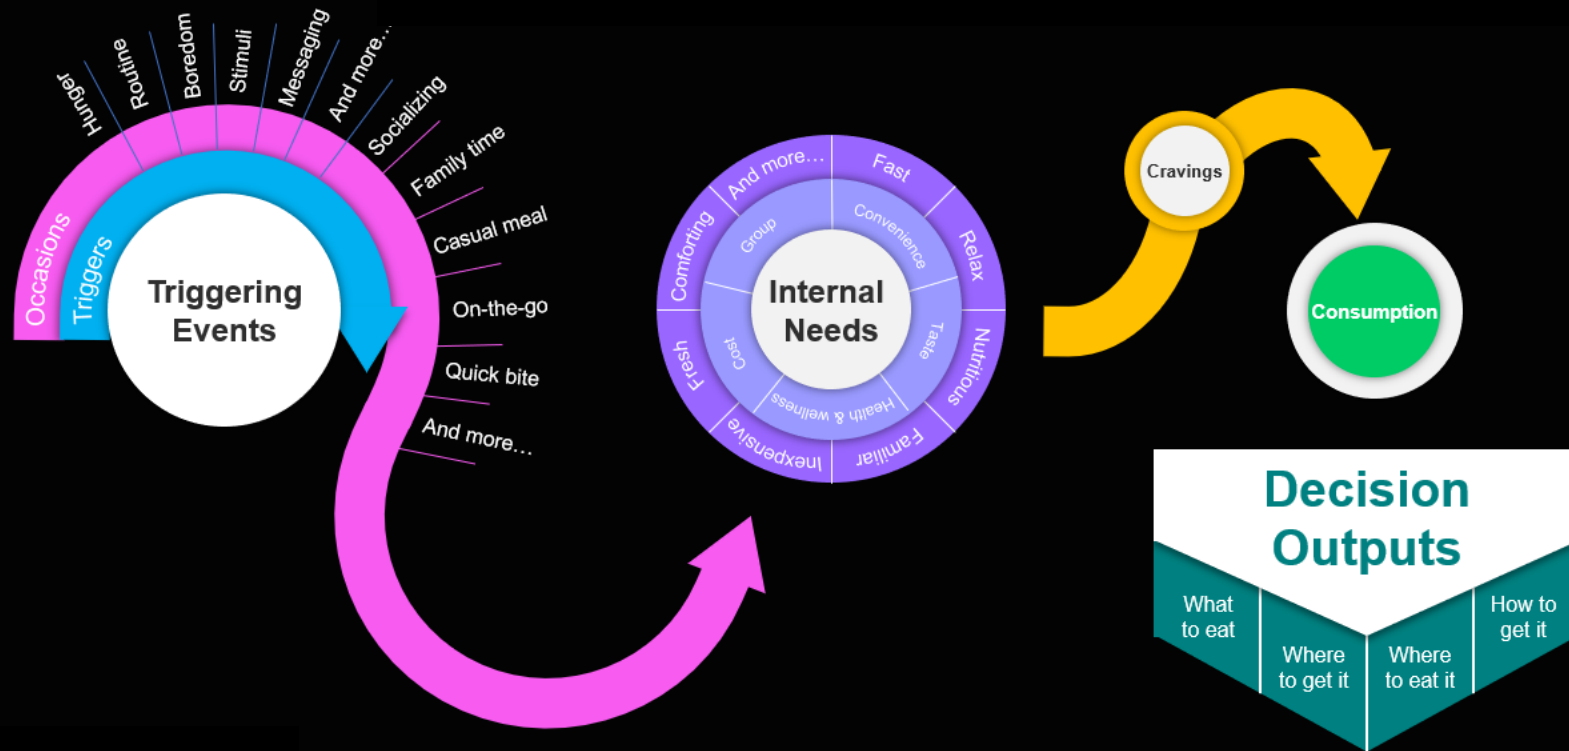 Occasions
Triggers
Triggering
Events
Hunger
Routine
Boredom
Stimuli
Messaging
And more...
Socializing
Family time
Casual meal
On-the-go
Quick bite
And more...
Internal
Needs
Group
Convenience
Taste
Health & wellness
Cost
And more...
Fast
Relax
Nutritious
Familiar
Inexpensive
Fresh
Comforting
Cravings
Consumption
Decision
Outputs
What
to eat
Where
to get it
Where
to eat it
How to
get it